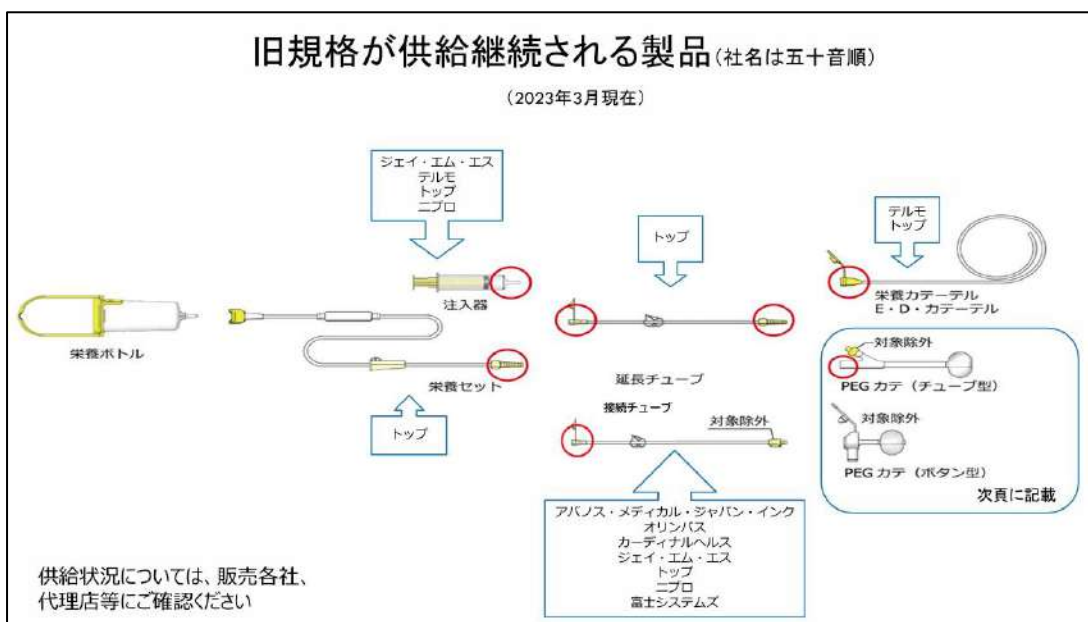 旧規格が供給継続される製品(社名は五十音順)
(2023年3月現在)
ジェイ・エム・エス
テルモ
トップ
ニプロ
トップ
テルモ
トップ
注入器
栄養ボトル
栄養セット
トップ
延長チューブ
接続チューブ
対象除外
栄養カテーテル
E・D・カテーテル
対象除外
PEGカテ(チューブ型)
対象除外
PEGカテ(ボタン型)
次頁に記載
アバノス・メディカル・ジャパン・インク
オリンパス
カーディナルヘルス
ジェイ・エム・エス
トップ
ニプロ
富士システムズ
供給状況については、販売各社、
代理店等にご確認ください